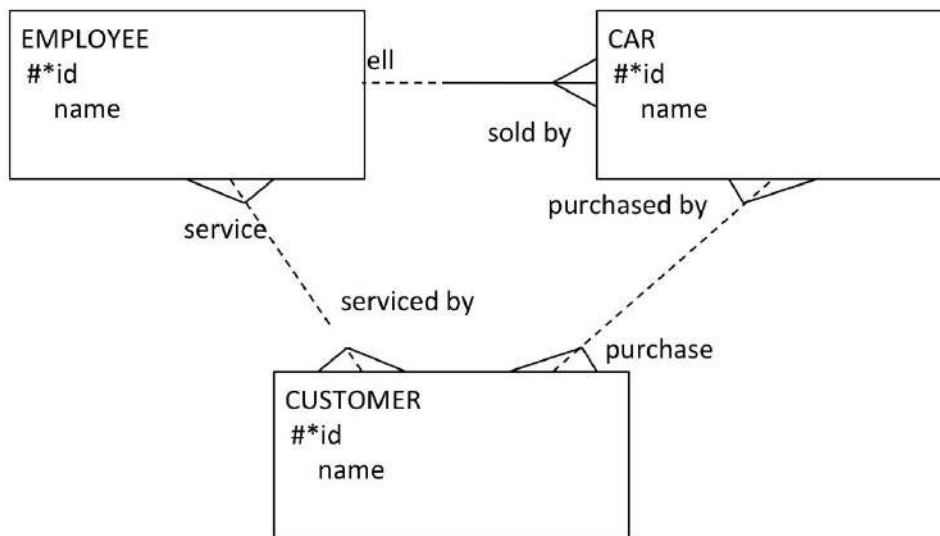 EMPLOYEE
#*id
name
ell
CAR
#*id
name
sold by
service
purchased by
serviced by
purchase
CUSTOMER
#*id
name